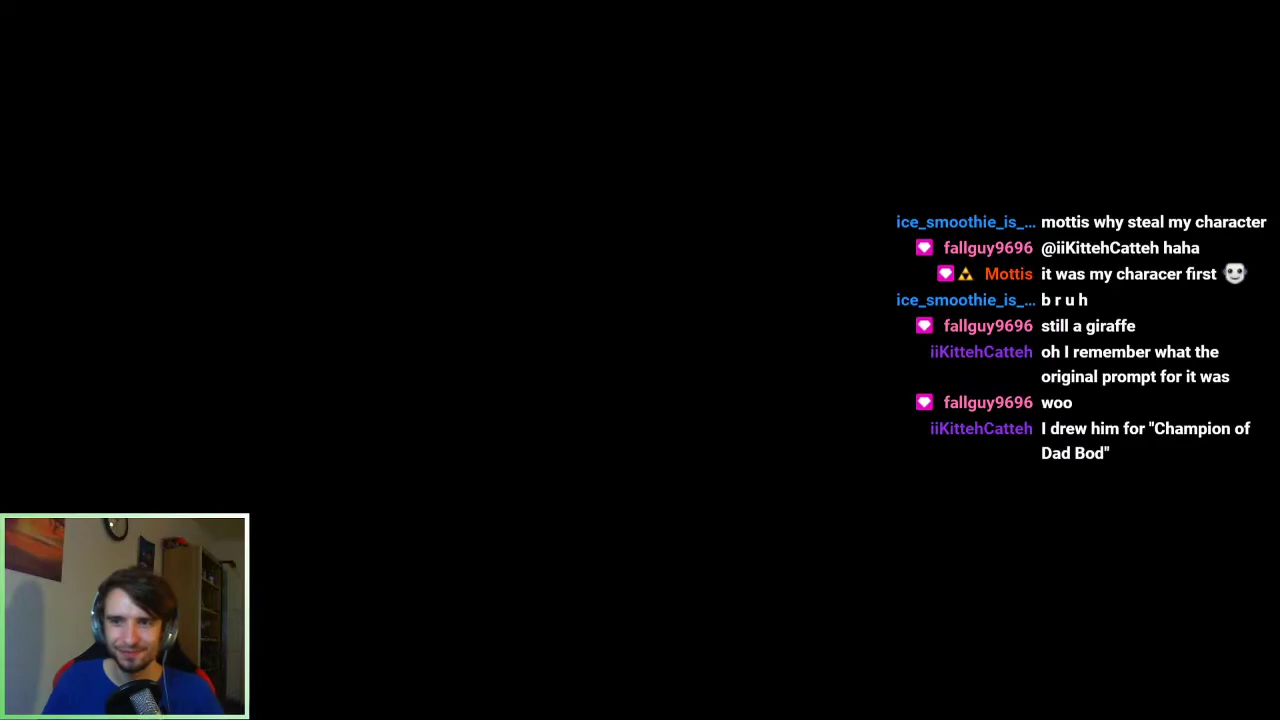 ice_smoothie_is_... mottis why steal my character
fallguy9696 @iiKittehCatteh haha
Mottis it was my characer first
ice_smoothie_is_... b r u h
fallguy9696 still a giraffe
iiKittehCatteh oh I remember what the
original prompt for it was
fallguy9696 woo
iiKittehCatteh I drew him for "Champion of
Dad Bod"